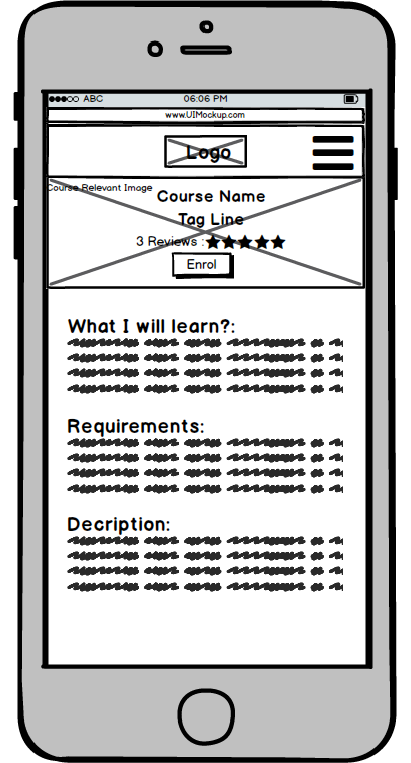 ABC 06:06 PM
www.UIMockup.com
Logo
Course Relevant Image
Course Name
Tag Line
3 Reviews :
Enrol
What I will learn?:
Requirements:
Decription: